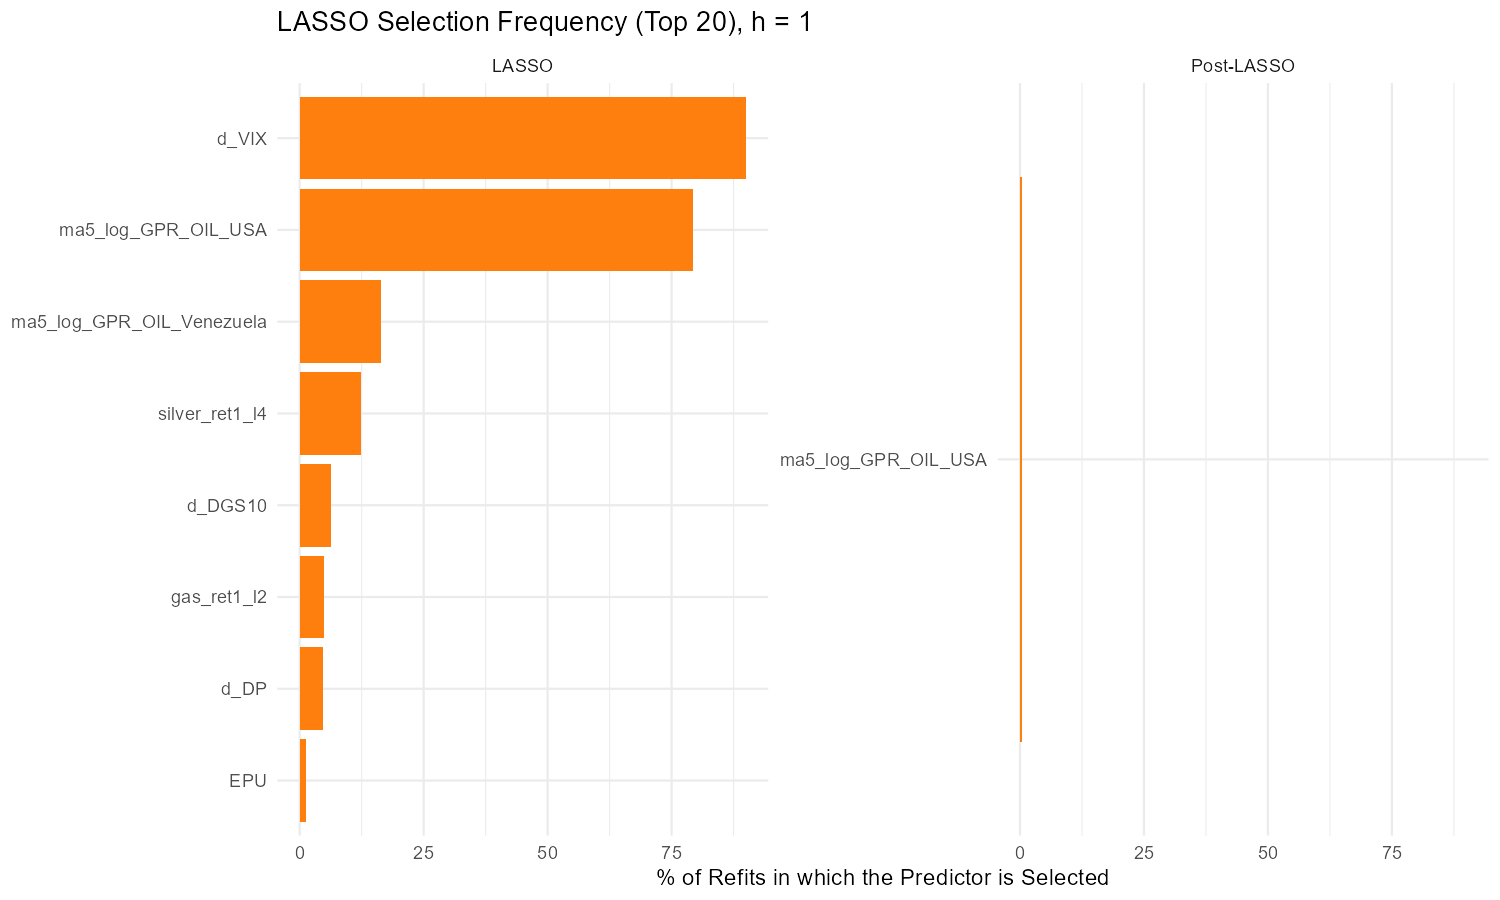 LASSO Selection Frequency (Top 20), h = 1
LASSO
d_VIX
ma5_log_GPR_OIL_USA
ma5_log_GPR_OIL_Venezuela
silver_ret1_l4
d_DGS10
gas_ret1_l2
d_DP
EPU
0 25 50 75
Post-LASSO
ma5_log_GPR_OIL_USA
0 25 50 75
% of Refits in which the Predictor is Selected